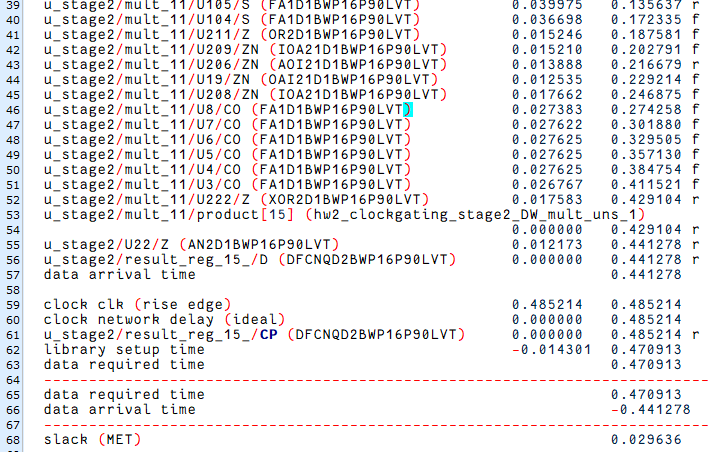 39 u_stage2/mult_11/U105/S (FA1D1BWP16P90LVT) 0.039975 0.135637 r
40 u_stage2/mult_11/U104/S (FA1D1BWP16P90LVT) 0.036698 0.172335 f
41 u_stage2/mult_11/U211/Z (OR2D1BWP16P90LVT) 0.015246 0.187581 f
42 u_stage2/mult_11/U209/ZN (IOA21D1BWP16P90LVT) 0.015210 0.202791 f
43 u_stage2/mult_11/U206/ZN (AOI21D1BWP16P90LVT) 0.013888 0.216679 r
44 u_stage2/mult_11/U19/ZN (OAI21D1BWP16P90LVT) 0.012535 0.229214 f
45 u_stage2/mult_11/U208/ZN (IOA21D1BWP16P90LVT) 0.017662 0.246875 f
46 u_stage2/mult_11/U8/CO (FA1D1BWP16P90LVT) 0.027383 0.274258 f
47 u_stage2/mult_11/U7/CO (FA1D1BWP16P90LVT) 0.027622 0.301880 f
48 u_stage2/mult_11/U6/CO (FA1D1BWP16P90LVT) 0.027625 0.329505 f
49 u_stage2/mult_11/U5/CO (FA1D1BWP16P90LVT) 0.027625 0.357130 f
50 u_stage2/mult_11/U4/CO (FA1D1BWP16P90LVT) 0.027625 0.384754 f
51 u_stage2/mult_11/U3/CO (FA1D1BWP16P90LVT) 0.026767 0.411521 f
52 u_stage2/mult_11/U222/Z (XOR2D1BWP16P90LVT) 0.017583 0.429104 r
53 u_stage2/mult_11/product[15] (hw2_clockgating_stage2_DW_mult_uns_1)
54 0.000000 0.429104 r
55 u_stage2/U22/Z (AN2D1BWP16P90LVT) 0.012173 0.441278 r
56 u_stage2/result_reg_15_/D (DFCNQD2BWP16P90LVT) 0.000000 0.441278 r
57 data arrival time 0.441278
58
59 clock clk (rise edge) 0.485214 0.485214
60 clock network delay (ideal) 0.000000 0.485214
61 u_stage2/result_reg_15_/CP (DFCNQD2BWP16P90LVT) 0.000000 0.485214 r
62 library setup time -0.014301 0.470913
63 data required time 0.470913
64 --------------------------------------------------------------------------
65 data required time 0.470913
66 data arrival time -0.441278
67 --------------------------------------------------------------------------
68 slack (MET) 0.029636